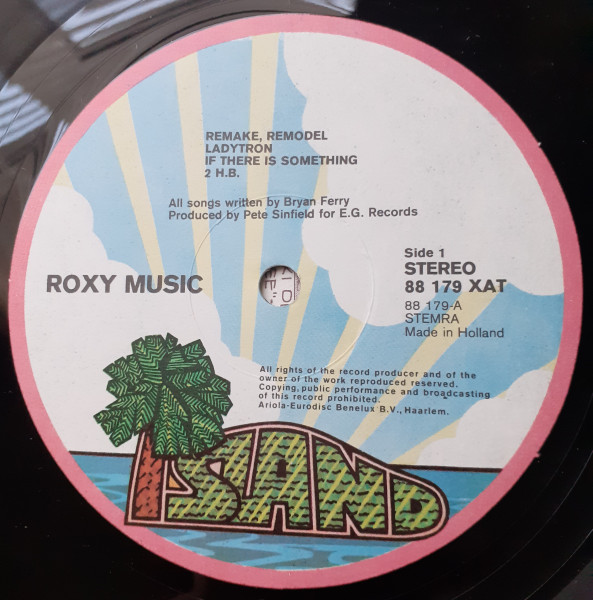 REMAKE, REMODEL
LADYTRON
IF THERE IS SOMETHING
2 H.B.
All songs written by Bryan Ferry
Produced by Pete Sinfield for E.G. Records
ROXY MUSIC
Side 1
STEREO
88 179 XAT
88 179-A
STEMRA
Made in Holland
All rights of the record producer and of the
owner of the work reproduced reserved.
Copying, public performance and broadcasting
of this record prohibited.
Ariola-Eurodisc Benelux B.V., Haarlem.
ISLAND